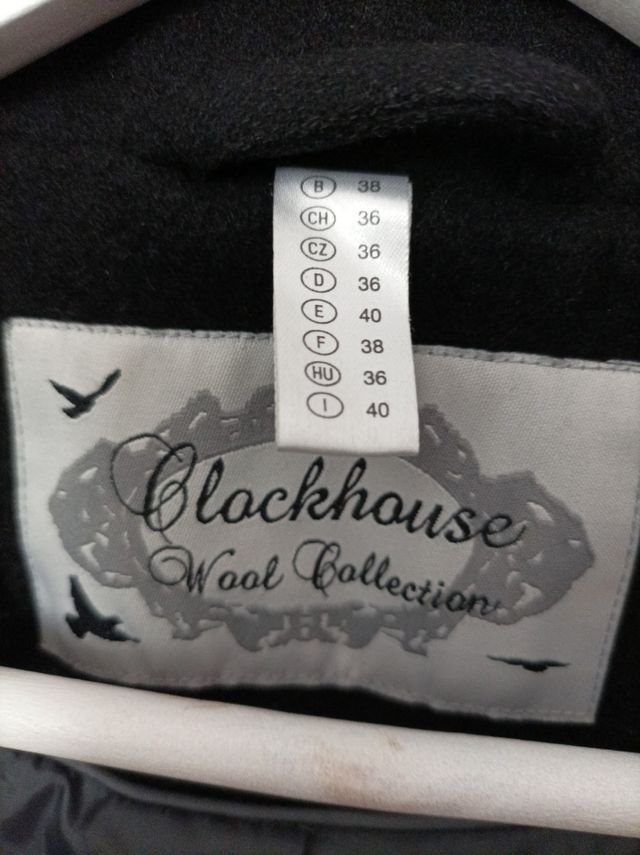 B 38
CH 36
CZ 36
D 36
E 40
F 38
HU 36
I 40
Clockhouse
Wool Collection